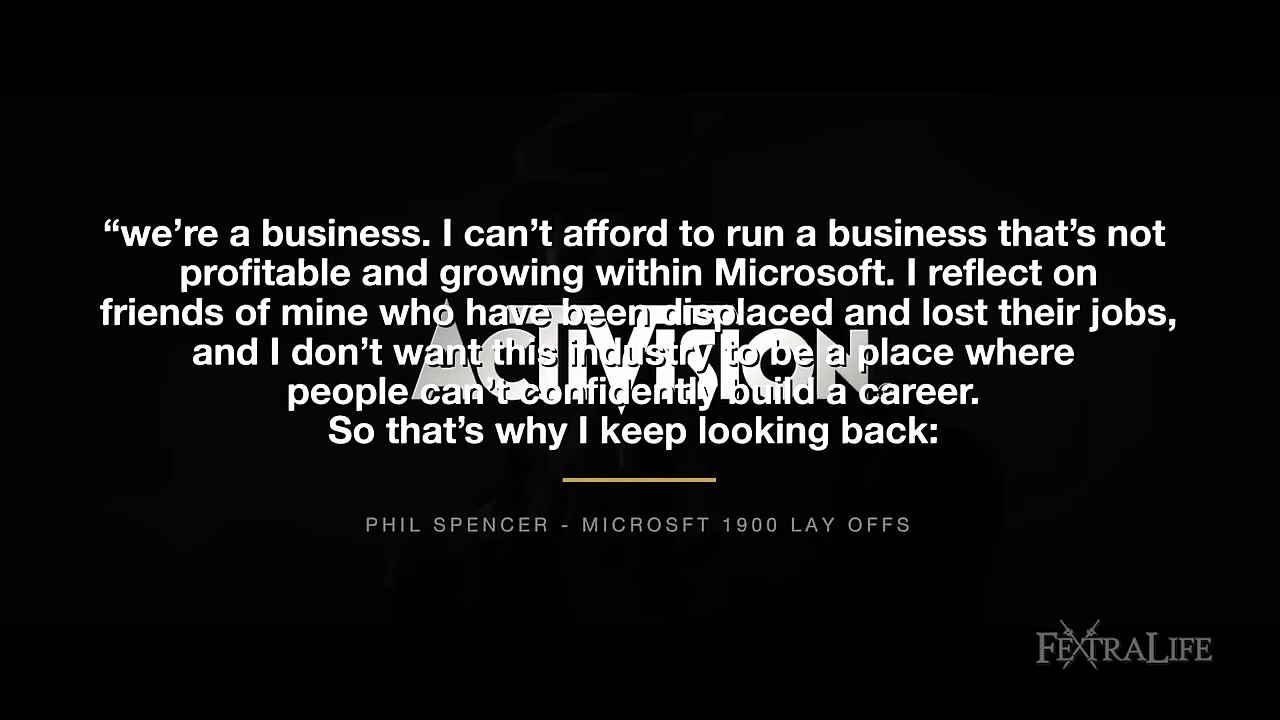 “we’re a business. I can’t afford to run a business that’s not
profitable and growing within Microsoft. I reflect on
friends of mine who have been displaced and lost their jobs,
and I don’t want this industry to be a place where
people can’t confidently build a career.
So that’s why I keep looking back:
ACTIVISION
PHIL SPENCER - MICROSFT 1900 LAY OFFS
FEXTRALIFE